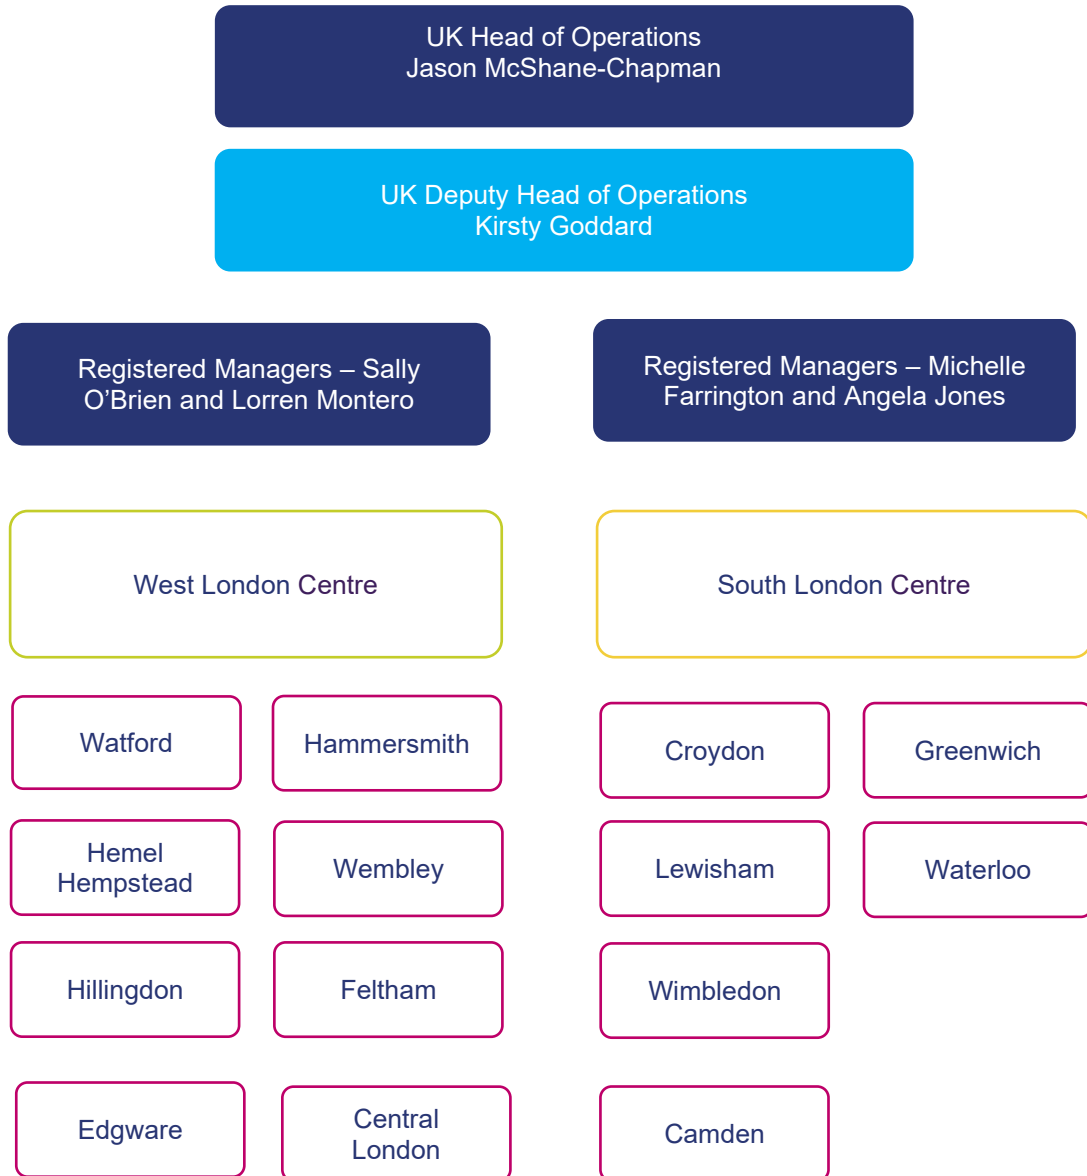 UK Head of Operations
Jason McShane-Chapman
UK Deputy Head of Operations
Kirsty Goddard
Registered Managers – Sally
O’Brien and Lorren Montero
Registered Managers – Michelle
Farrington and Angela Jones
West London Centre
South London Centre
Watford
Hammersmith
Croydon
Greenwich
Hemel
Hempstead
Wembley
Lewisham
Waterloo
Hillingdon
Feltham
Wimbledon
Edgware
Central
London
Camden